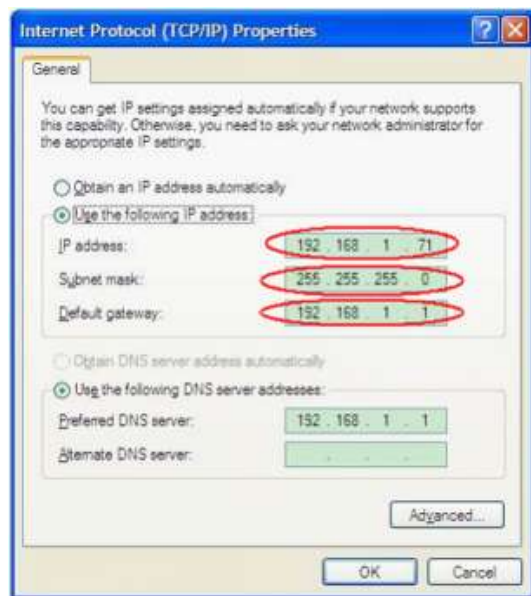 Internet Protocol (TCP/IP) Properties
General
You can get IP settings assigned automatically if your network supports
this capability. Otherwise, you need to ask your network administrator for
the appropriate IP settings.
Obtain an IP address automatically
Use the following IP address:
IP address: 192 . 168 . 1 . 71
Subnet mask: 255 . 255 . 255 . 0
Default gateway: 192 . 168 . 1 . 1
Obtain DNS server address automatically
Use the following DNS server addresses:
Preferred DNS server: 192 . 168 . 1 . 1
Alternate DNS server: . . .
Advanced...
OK Cancel